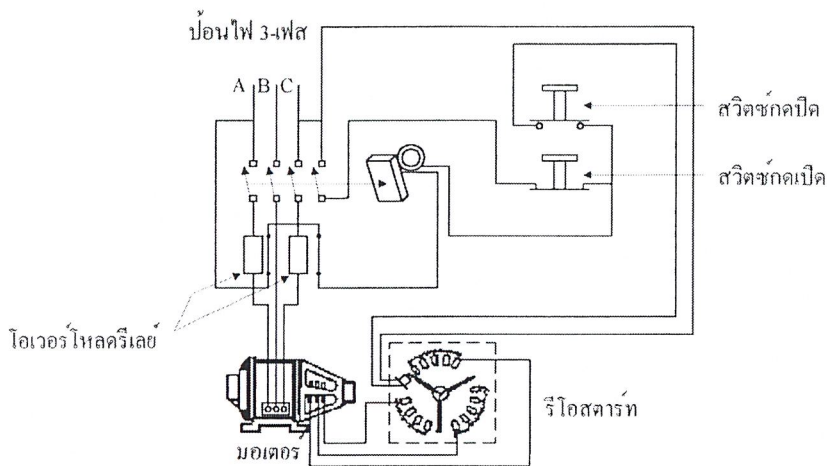 ป้อนไฟ 3-เฟส
A B C
สวิตซ์กดปิด
สวิตซ์กดเปิด
โอเวอร์โหลดรีเลย์
มอเตอร์
รีโอสตาร์ท